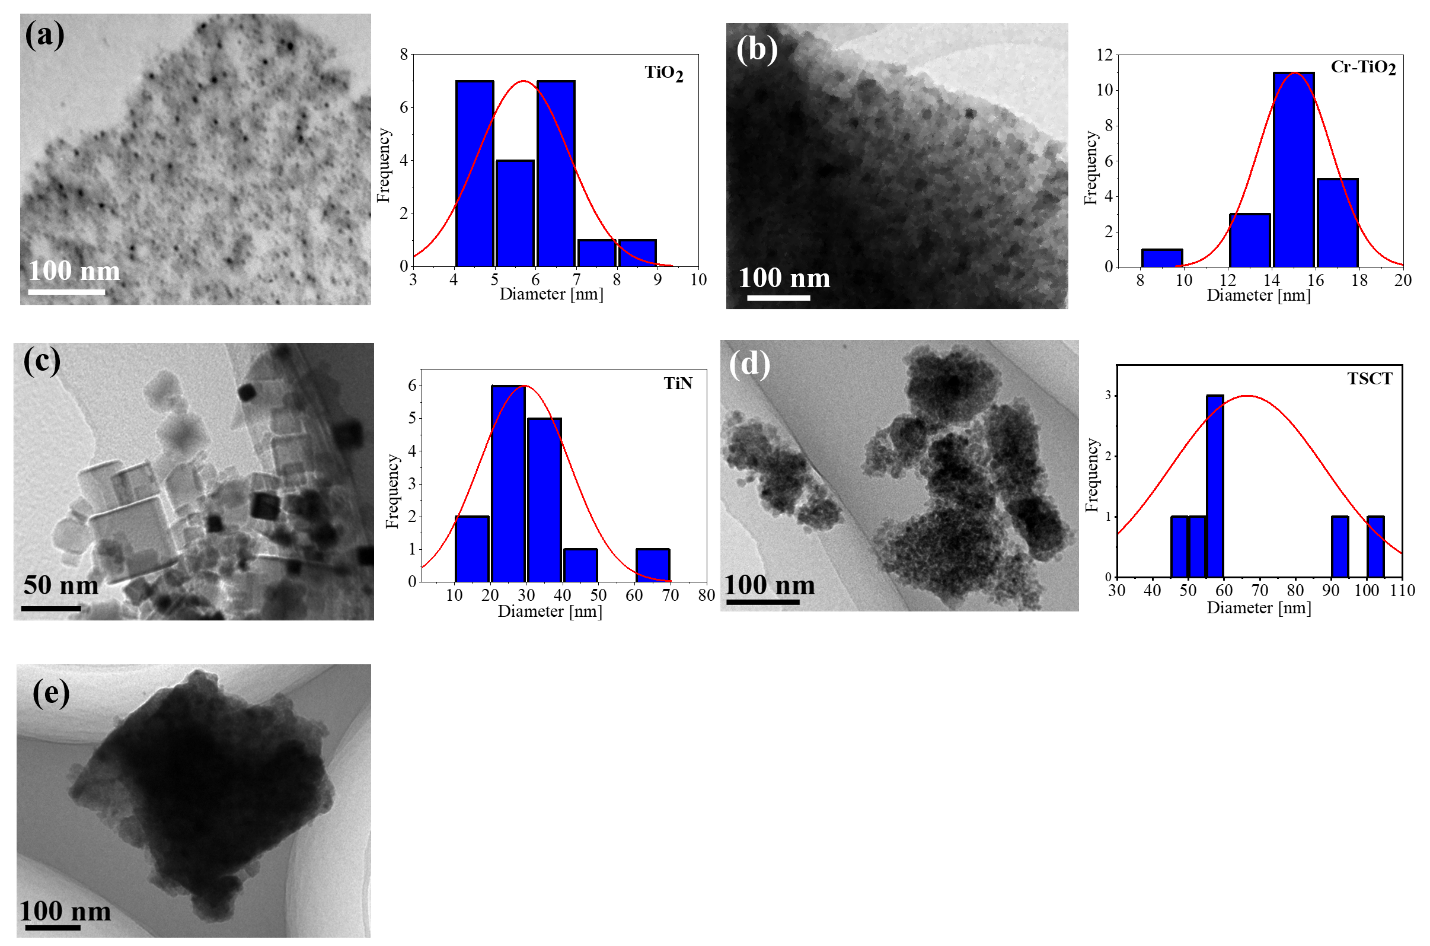 (a)
100 nm
8
6
4
2
0
Frequency
TiO2
3 4 5 6 7 8 9 10
Diameter [nm]
(b)
100 nm
12
10
8
6
4
2
0
Frequency
Cr-TiO2
8 10 12 14 16 18 20
Diameter [nm]
(c)
50 nm
6
5
4
3
2
1
0
Frequency
TiN
10 20 30 40 50 60 70 80
Diameter [nm]
(d)
100 nm
3
2
1
0
Frequency
TSCT
30 40 50 60 70 80 90 100 110
Diameter [nm]
(e)
100 nm